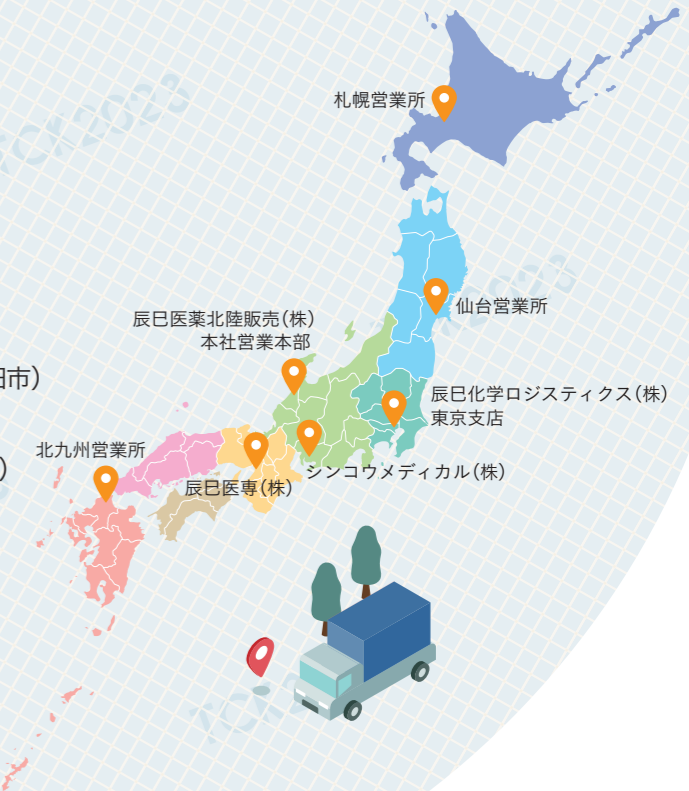 札幌営業所
TCK2023
仙台営業所
辰巳医薬北陸販売(株)
本社営業本部
田市)
辰巳化学ロジスティクス(株)
東京支店
北九州営業所
)
シンコウメディカル(株)
辰巳医専(株)